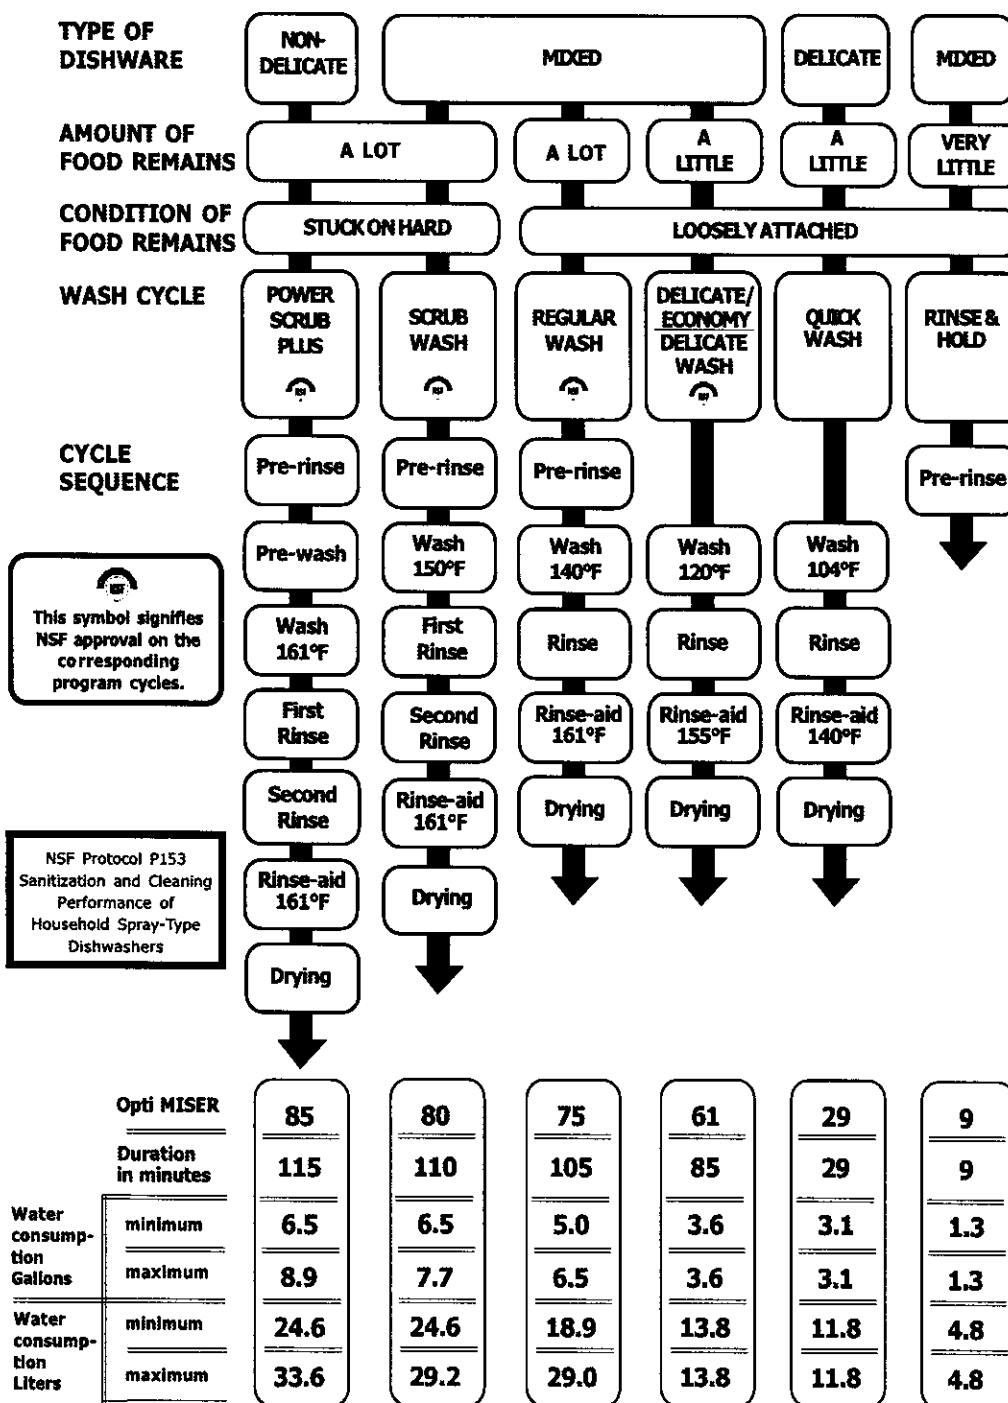 TYPE OF
DISHWARE
NON-
DELICATE
MIXED
DELICATE
MIXED
AMOUNT OF
FOOD REMAINS
A LOT
A LOT
A
LITTLE
A
LITTLE
VERY
LITTLE
CONDITION OF
FOOD REMAINS
STUCK ON HARD
LOOSELY ATTACHED
WASH CYCLE
POWER
SCRUB
PLUS
NSF
SCRUB
WASH
NSF
REGULAR
WASH
NSF
DELICATE/
ECONOMY
DELICATE
WASH
NSF
QUICK
WASH
RINSE &
HOLD
CYCLE
SEQUENCE
Pre-rinse
Pre-rinse
Pre-rinse
Pre-rinse
Pre-wash
Wash
150°F
Wash
140°F
Wash
120°F
Wash
104°F
NSF
This symbol signifies
NSF approval on the
corresponding
program cycles.
Wash
161°F
First
Rinse
Rinse
Rinse
Rinse
First
Rinse
Second
Rinse
Rinse-aid
161°F
Rinse-aid
155°F
Rinse-aid
140°F
Second
Rinse
Rinse-aid
161°F
Drying
Drying
Drying
NSF Protocol P153
Sanitization and Cleaning
Performance of
Household Spray-Type
Dishwashers
Rinse-aid
161°F
Drying
Drying
Opti MISER 85 80 75 61 29 9
Duration
in minutes 115 110 105 85 29 9
Water
consump-
tion
Gallons
minimum 6.5 6.5 5.0 3.6 3.1 1.3
maximum 8.9 7.7 6.5 3.6 3.1 1.3
Water
consump-
tion
Liters
minimum 24.6 24.6 18.9 13.8 11.8 4.8
maximum 33.6 29.2 29.0 13.8 11.8 4.8